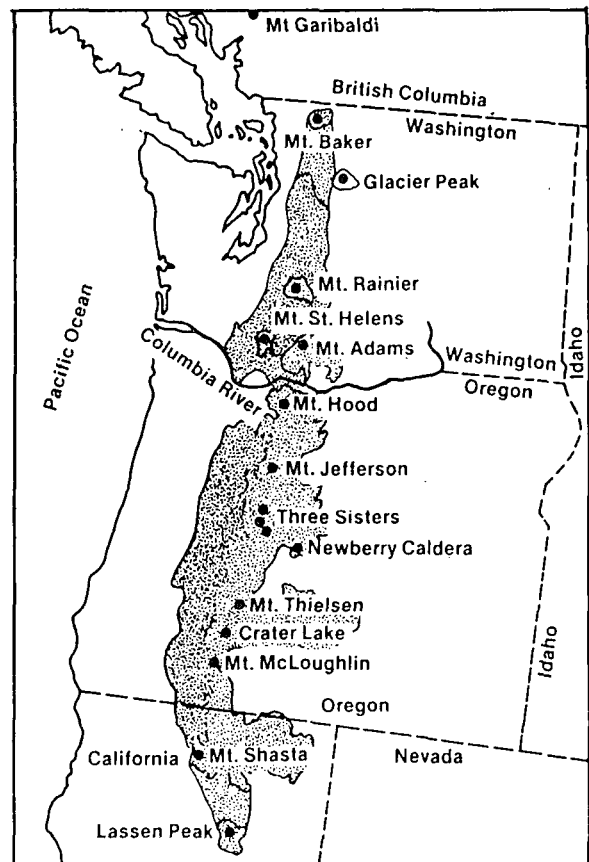 Mt Garibaldi
British Columbia
Washington
Mt. Baker
Glacier Peak
Mt. Rainier
Mt. St. Helens
Mt. Adams
Washington
Oregon
Idaho
Pacific Ocean
Columbia River
Mt. Hood
Mt. Jefferson
Three Sisters
Newberry Caldera
Mt. Thielsen
Crater Lake
Mt. McLoughlin
Idaho
Oregon
California
Mt. Shasta
Nevada
Lassen Peak